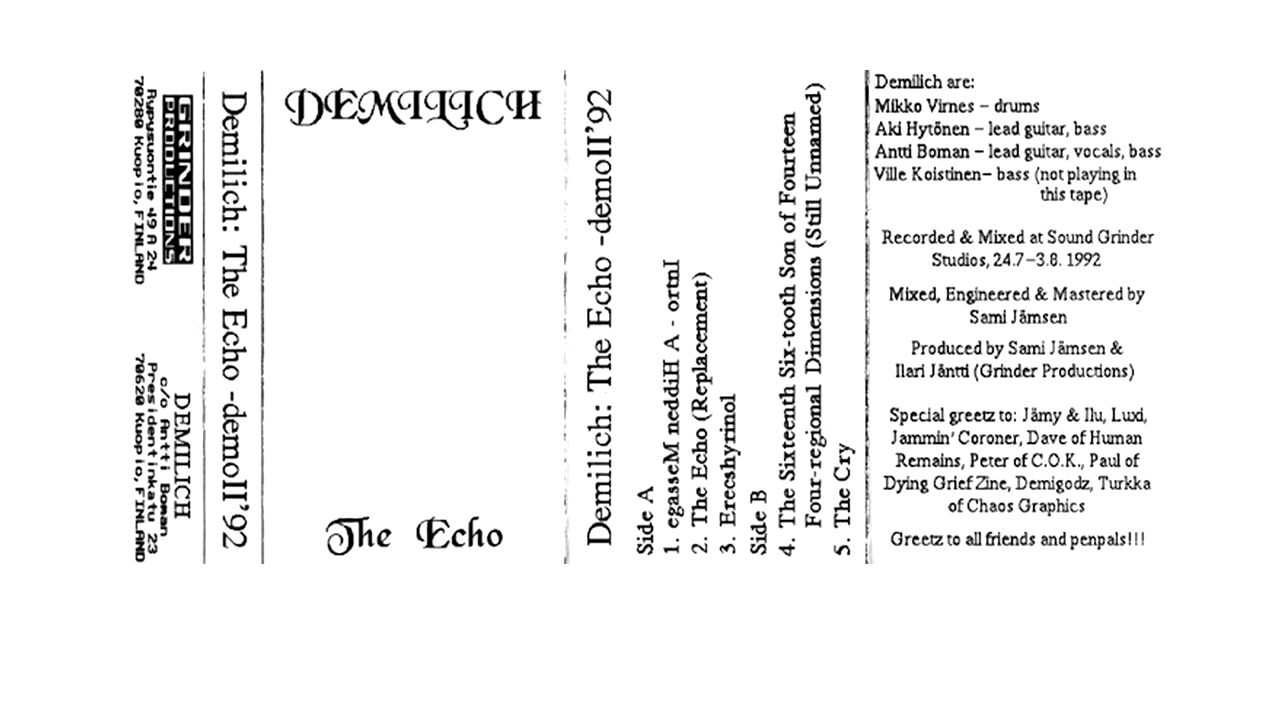 GRINDER
PRODUCTIONS
Rypysuontie 49 A 24
70280 Kuopio, FINLAND
DEMILICH
c/o Antti Boman
Presidentinkatu 23
70620 Kuopio, FINLAND
Demilich: The Echo -demoII'92
DEMILICH
The Echo
Demilich: The Echo -demoII'92
Side A
1. egasseM neddiH A - ortnI
2. The Echo (Replacement)
3. Erecshyrinol
Side B
4. The Sixteenth Six-tooth Son of Fourteen
Four-regional Dimensions (Still Unnamed)
5. The Cry
Demilich are:
Mikko Virnes – drums
Aki Hytönen – lead guitar, bass
Antti Boman – lead guitar, vocals, bass
Ville Koistinen– bass (not playing in
this tape)
Recorded & Mixed at Sound Grinder
Studios, 24.7–3.8. 1992
Mixed, Engineered & Mastered by
Sami Jämsen
Produced by Sami Jämsen &
Ilari Jäntti (Grinder Productions)
Special greetz to: Jämy & Ilu, Luxi,
Jammin' Coroner, Dave of Human
Remains, Peter of C.O.K., Paul of
Dying Grief Zine, Demigodz, Turkka
of Chaos Graphics
Greetz to all friends and penpals!!!